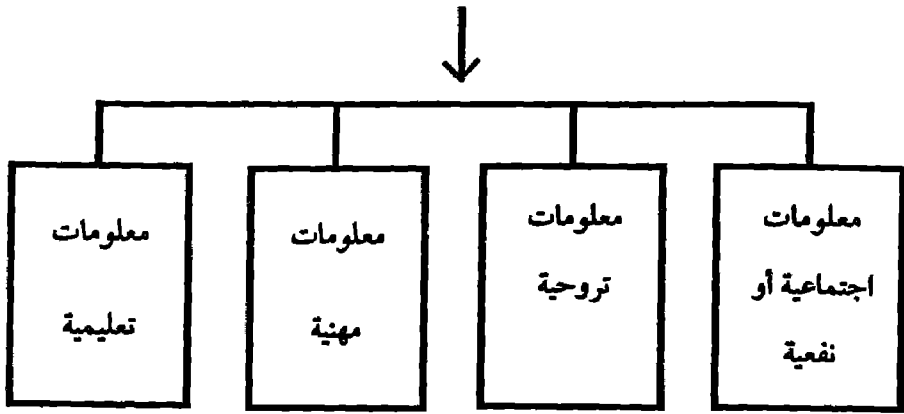 معلومات
اجتماعية أو
نفعية
معلومات
تروحية
معلومات
مهنية
معلومات
تعليمية